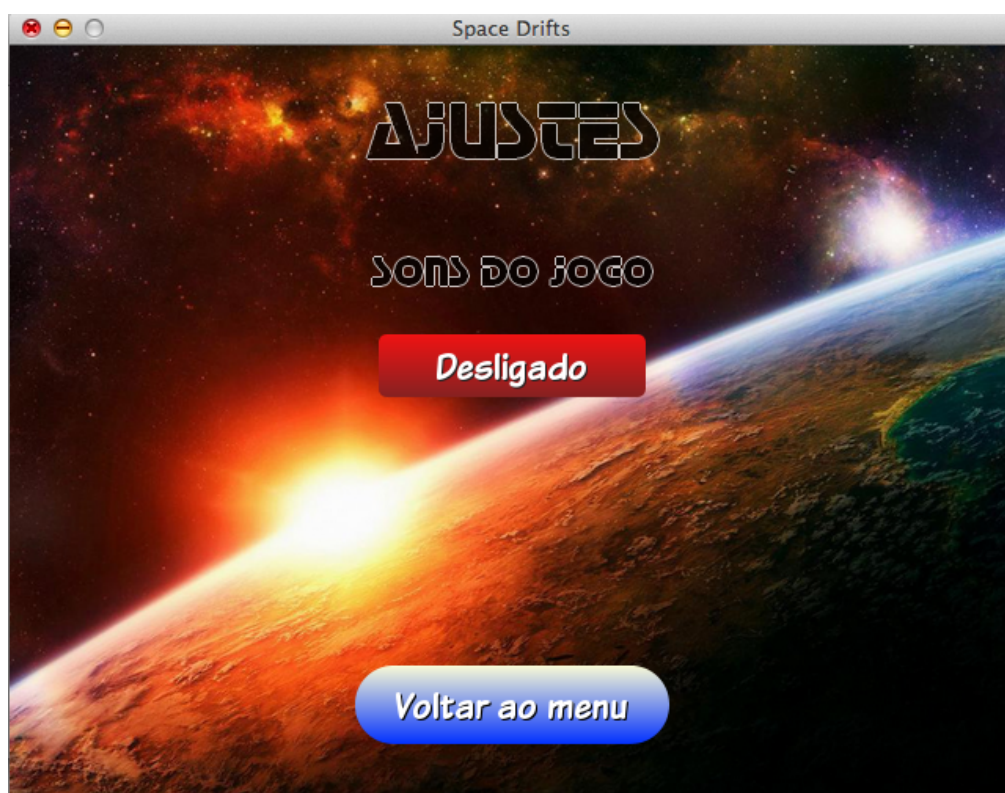 Space Drifts
AJUSTES
SONS DO JOGO
Desligado
Voltar ao menu